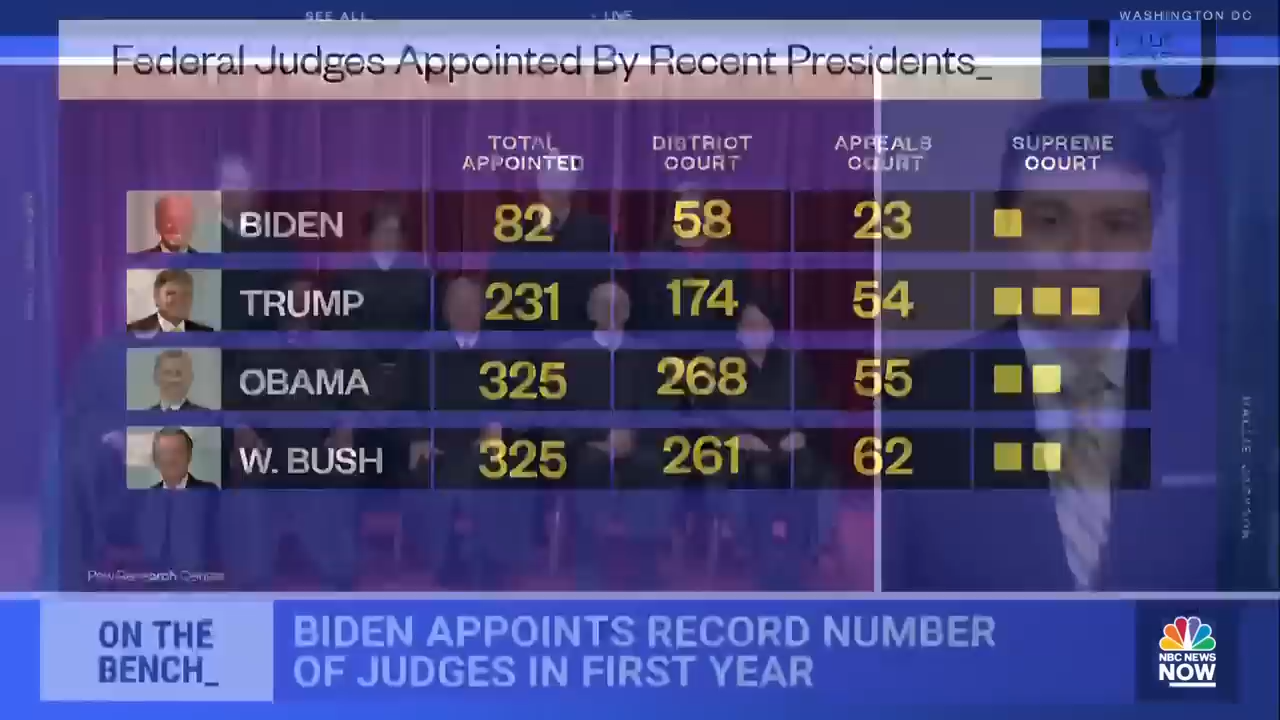 SEE ALL
LIVE
WASHINGTON DC
Federal Judges Appointed By Recent Presidents_
TOTAL APPOINTED DISTRICT COURT APPEALS COURT SUPREME COURT
BIDEN 82 58 23
TRUMP 231 174 54
OBAMA 325 268 55
W. BUSH 325 261 62
Pew Research Center
ON THE
BENCH_
BIDEN APPOINTS RECORD NUMBER
OF JUDGES IN FIRST YEAR
NBC NEWS
NOW